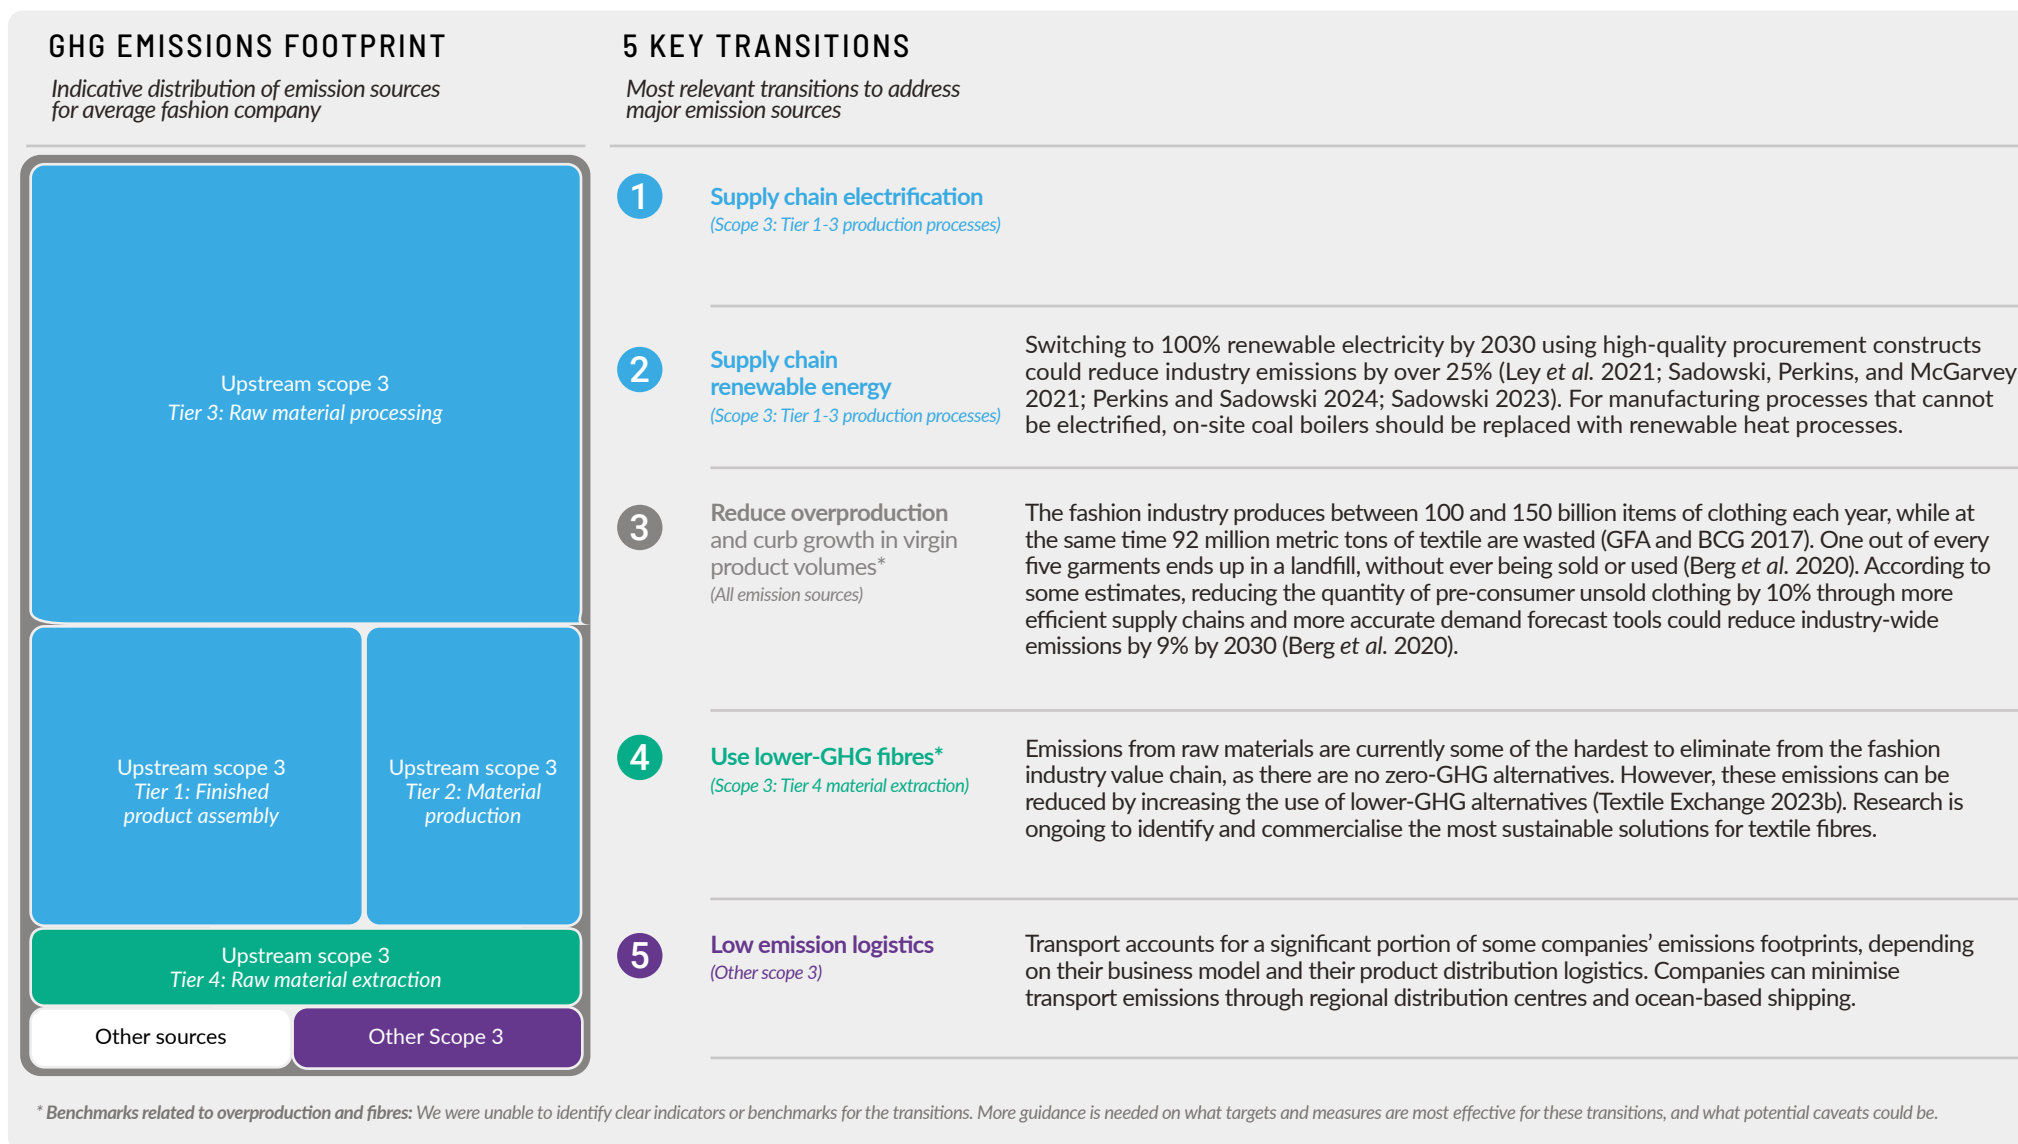 GHG EMISSIONS FOOTPRINT
Indicative distribution of emission sources
for average fashion company
Upstream scope 3
Tier 3: Raw material processing
Upstream scope 3
Tier 1: Finished
product assembly
Upstream scope 3
Tier 2: Material
production
Upstream scope 3
Tier 4: Raw material extraction
Other sources
Other Scope 3
5 KEY TRANSITIONS
Most relevant transitions to address
major emission sources
1
Supply chain electrification
(Scope 3: Tier 1-3 production processes)
2
Supply chain
renewable energy
(Scope 3: Tier 1-3 production processes)
Switching to 100% renewable electricity by 2030 using high-quality procurement constructs
could reduce industry emissions by over 25% (Ley et al. 2021; Sadowski, Perkins, and McGarvey
2021; Perkins and Sadowski 2024; Sadowski 2023). For manufacturing processes that cannot
be electrified, on-site coal boilers should be replaced with renewable heat processes.
3
Reduce overproduction
and curb growth in virgin
product volumes*
(All emission sources)
The fashion industry produces between 100 and 150 billion items of clothing each year, while at
the same time 92 million metric tons of textile are wasted (GFA and BCG 2017). One out of every
five garments ends up in a landfill, without ever being sold or used (Berg et al. 2020). According to
some estimates, reducing the quantity of pre-consumer unsold clothing by 10% through more
efficient supply chains and more accurate demand forecast tools could reduce industry-wide
emissions by 9% by 2030 (Berg et al. 2020).
4
Use lower-GHG fibres*
(Scope 3: Tier 4 material extraction)
Emissions from raw materials are currently some of the hardest to eliminate from the fashion
industry value chain, as there are no zero-GHG alternatives. However, these emissions can be
reduced by increasing the use of lower-GHG alternatives (Textile Exchange 2023b). Research is
ongoing to identify and commercialise the most sustainable solutions for textile fibres.
5
Low emission logistics
(Other scope 3)
Transport accounts for a significant portion of some companies’ emissions footprints, depending
on their business model and their product distribution logistics. Companies can minimise
transport emissions through regional distribution centres and ocean-based shipping.
* Benchmarks related to overproduction and fibres: We were unable to identify clear indicators or benchmarks for the transitions. More guidance is needed on what targets and measures are most effective for these transitions, and what potential caveats could be.